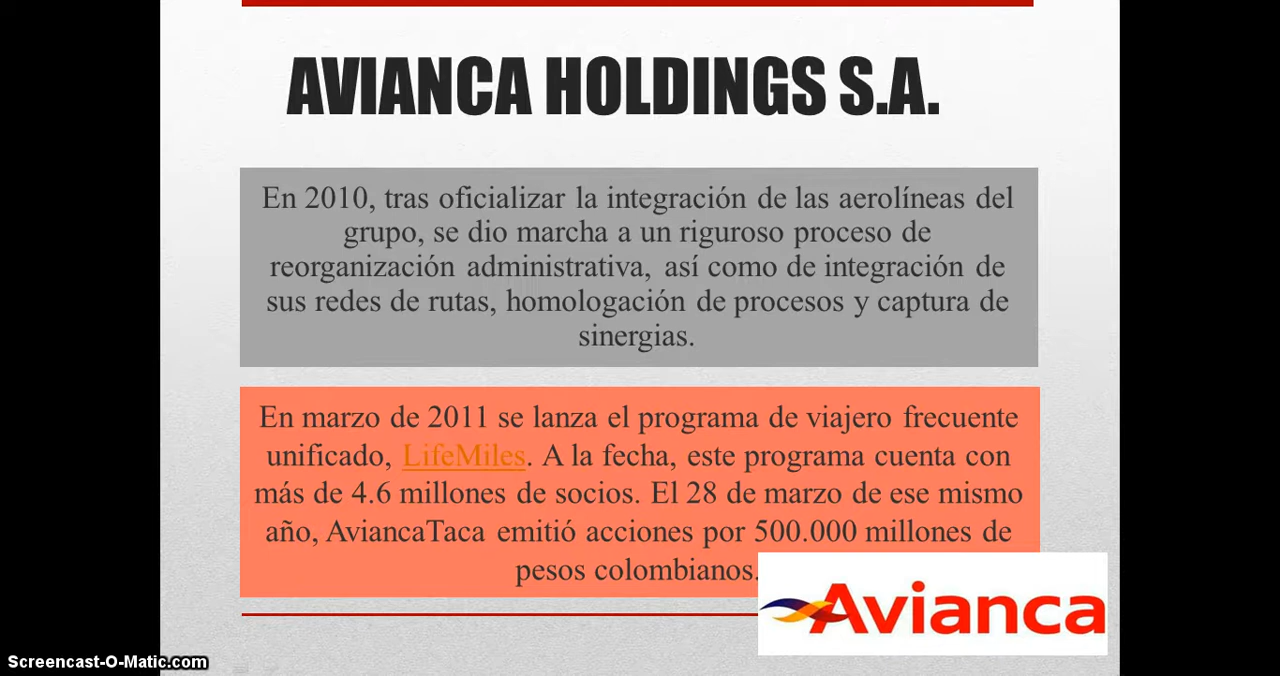 AVIANCA HOLDINGS S.A.
En 2010, tras oficializar la integración de las aerolíneas del
grupo, se dio marcha a un riguroso proceso de
reorganización administrativa, así como de integración de
sus redes de rutas, homologación de procesos y captura de
sinergias.
En marzo de 2011 se lanza el programa de viajero frecuente
unificado, LifeMiles. A la fecha, este programa cuenta con
más de 4.6 millones de socios. El 28 de marzo de ese mismo
año, AviancaTaca emitió acciones por 500.000 millones de
pesos colombianos.
Avianca
Screencast-O-Matic.com